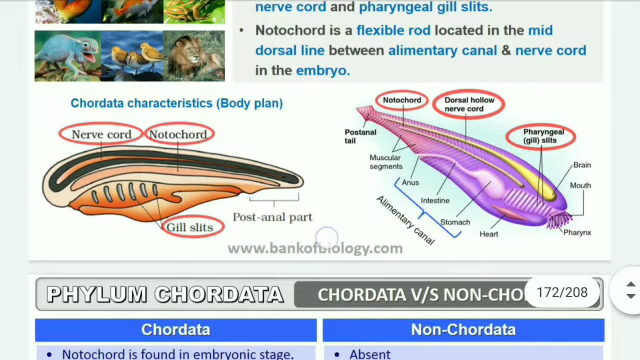 nerve cord and pharyngeal gill slits.
• Notochord is a flexible rod located in the mid
dorsal line between alimentary canal & nerve cord
in the embryo.
Chordata characteristics (Body plan)
Nerve cord
Notochord
Gill slits
Post-anal part
Notochord
Dorsal hollow
nerve cord
Pharyngeal
(gill) slits
Postanal
tail
Muscular
segments
Anus
Intestine
Stomach
Alimentary canal
Heart
Brain
Mouth
Pharynx
www.bankofbiology.com
PHYLUM CHORDATA
CHORDATA V/S NON-CHO
172/208
Chordata
Non-Chordata
• Notochord is found in embryonic stage.
• Absent